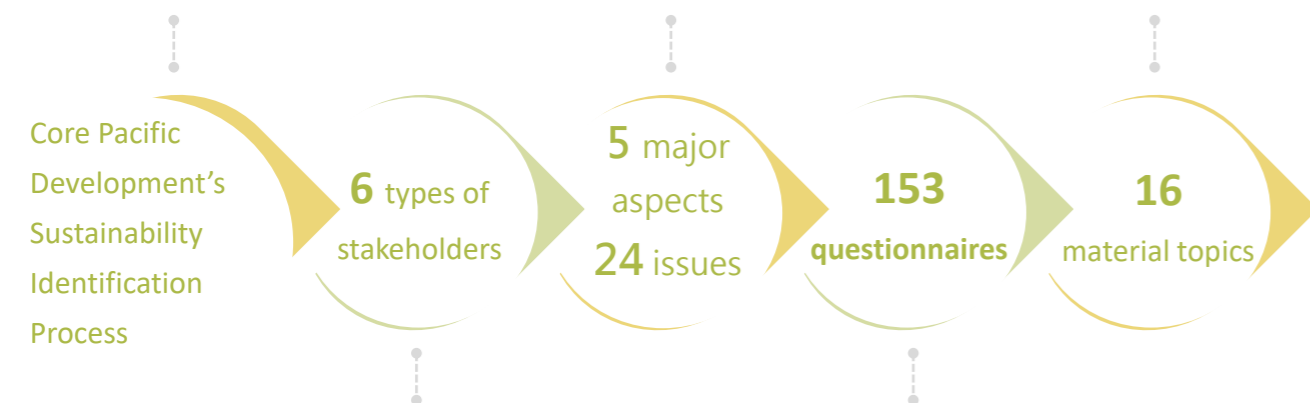 Core Pacific
Development’s
Sustainability
Identification
Process
6 types of
stakeholders
5 major
aspects
24 issues
153
questionnaires
16
material topics